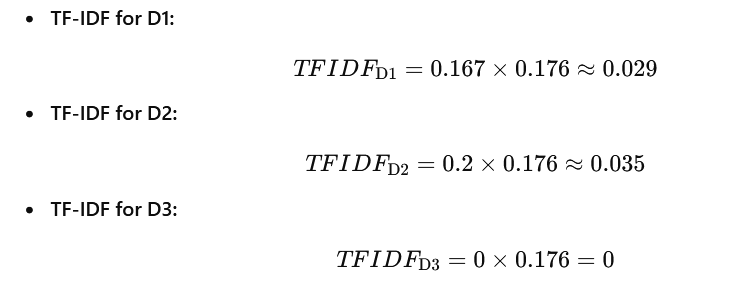 • TF-IDF for D1:
TFIDF_D1 = 0.167 × 0.176 ≈ 0.029
• TF-IDF for D2:
TFIDF_D2 = 0.2 × 0.176 ≈ 0.035
• TF-IDF for D3:
TFIDF_D3 = 0 × 0.176 = 0